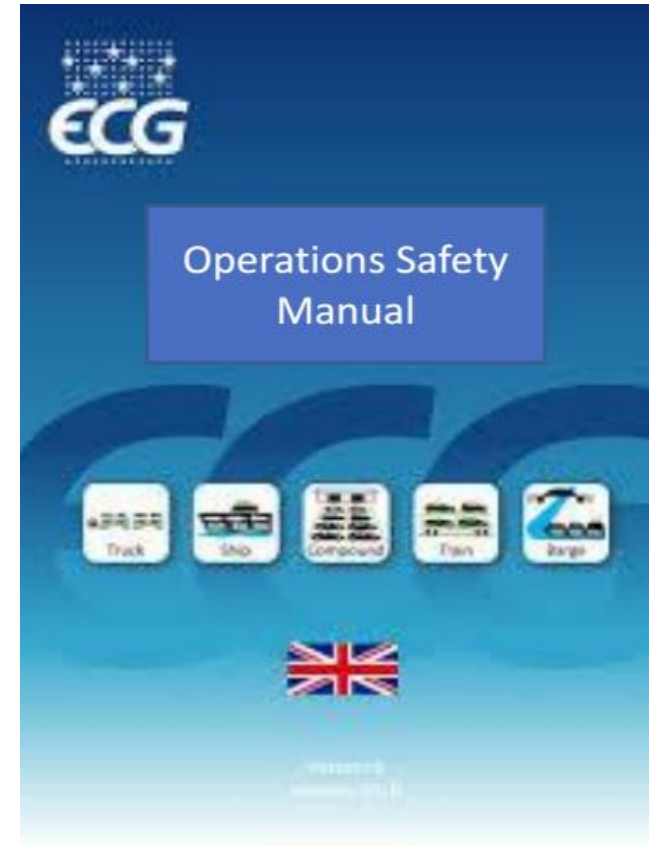 ECG
Operations Safety
Manual
Truck
Ship
Compound
Train
Barge